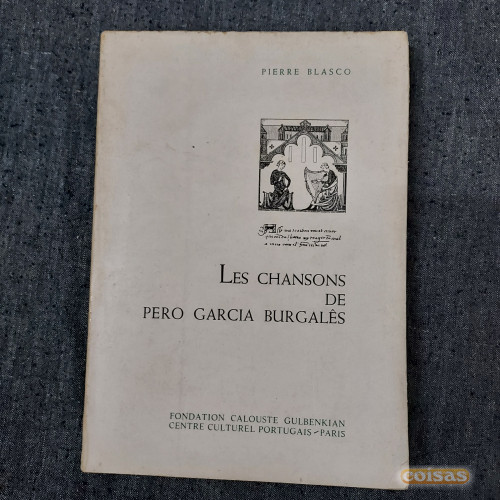 PIERRE BLASCO
LES CHANSONS
DE
PERO GARCIA BURGALÊS
FONDATION CALOUSTE GULBENKIAN
CENTRE CULTUREL PORTUGAIS - PARIS
coisas